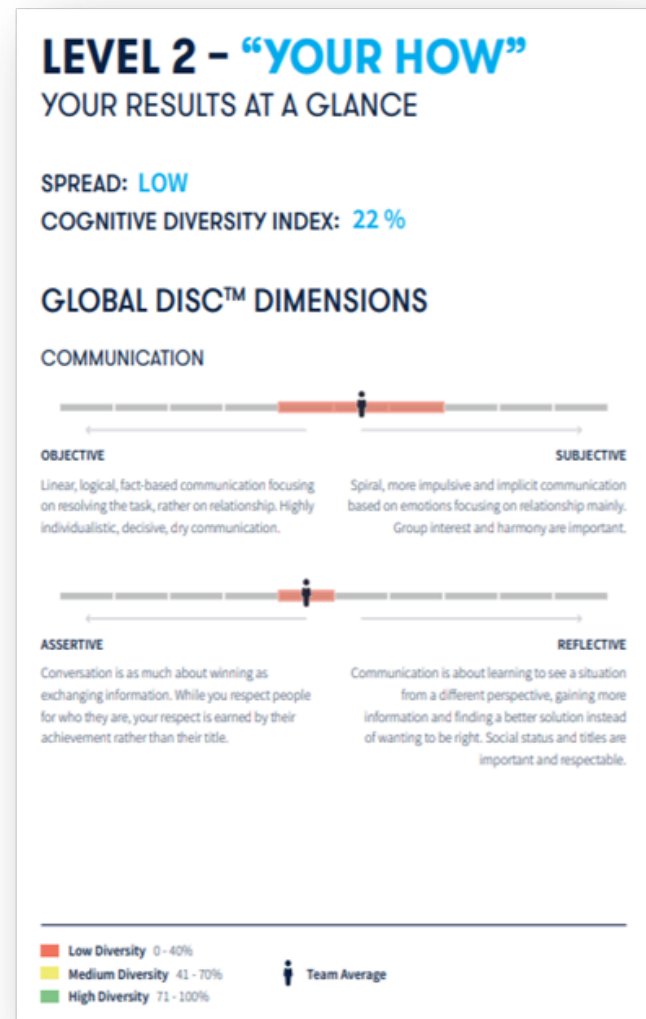 LEVEL 2 – “YOUR HOW”
YOUR RESULTS AT A GLANCE
SPREAD: LOW
COGNITIVE DIVERSITY INDEX: 22 %
GLOBAL DISC™ DIMENSIONS
COMMUNICATION
OBJECTIVE
Linear, logical, fact-based communication focusing
on resolving the task, rather on relationship. Highly
individualistic, decisive, dry communication.
SUBJECTIVE
Spiral, more impulsive and implicit communication
based on emotions focusing on relationship mainly.
Group interest and harmony are important.
ASSERTIVE
Conversation is as much about winning as
exchanging information. While you respect people
for who they are, your respect is earned by their
achievement rather than their title.
REFLECTIVE
Communication is about learning to see a situation
from a different perspective, gaining more
information and finding a better solution instead
of wanting to be right. Social status and titles are
important and respectable.
Low Diversity 0 - 40%
Medium Diversity 41 - 70%
High Diversity 71 - 100%
Team Average